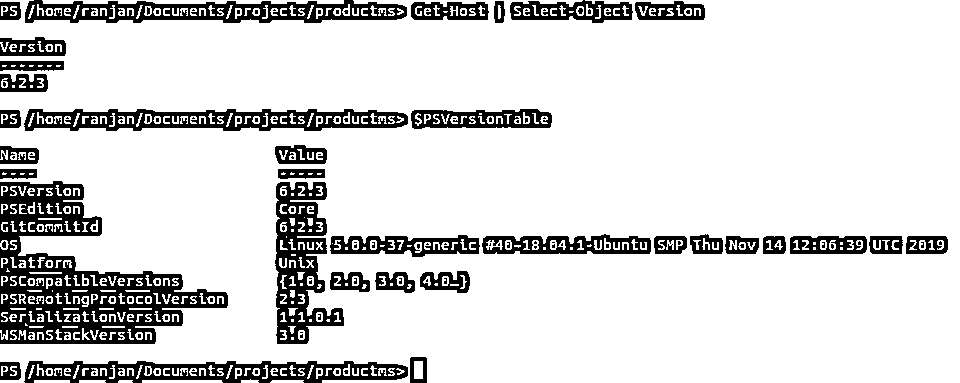 PS /home/ranjan/Documents/projects/productms> Get-Host | Select-Object Version
Version
-------
6.2.3
PS /home/ranjan/Documents/projects/productms> $PSVersionTable
Name Value
---- -----
PSVersion 6.2.3
PSEdition Core
GitCommitId 6.2.3
OS Linux 5.0.0-37-generic #40~18.04.1-Ubuntu SMP Thu Nov 14 12:06:39 UTC 2019
Platform Unix
PSCompatibleVersions {1.0, 2.0, 3.0, 4.0…}
PSRemotingProtocolVersion 2.3
SerializationVersion 1.1.0.1
WSManStackVersion 3.0
PS /home/ranjan/Documents/projects/productms>